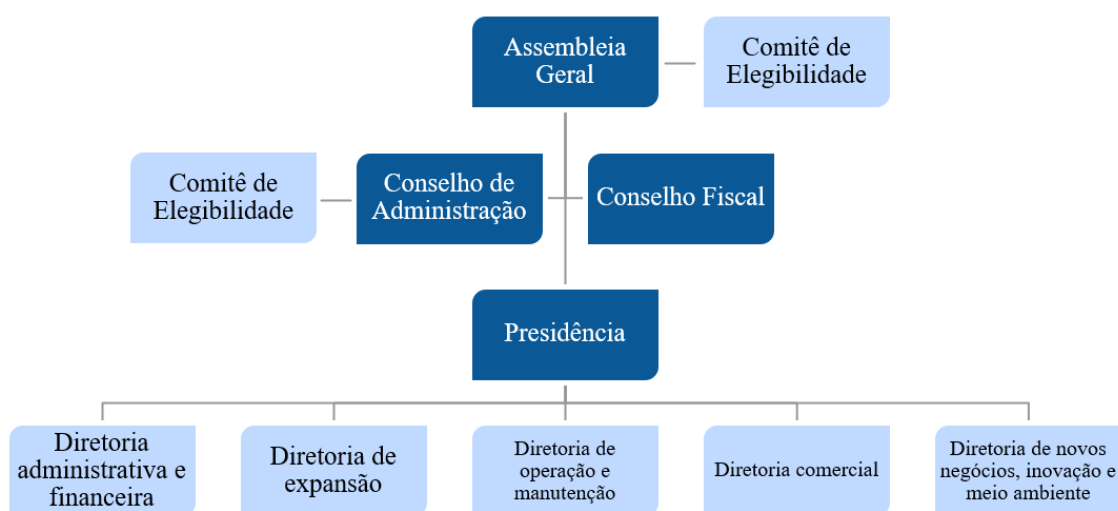 Assembleia
Geral
Comitê de
Elegibilidade
Comitê de
Elegibilidade
Conselho de
Administração
Conselho Fiscal
Presidência
Diretoria
administrativa e
financeira
Diretoria de
expansão
Diretoria de
operação e
manutenção
Diretoria comercial
Diretoria de novos
negócios, inovação e
meio ambiente